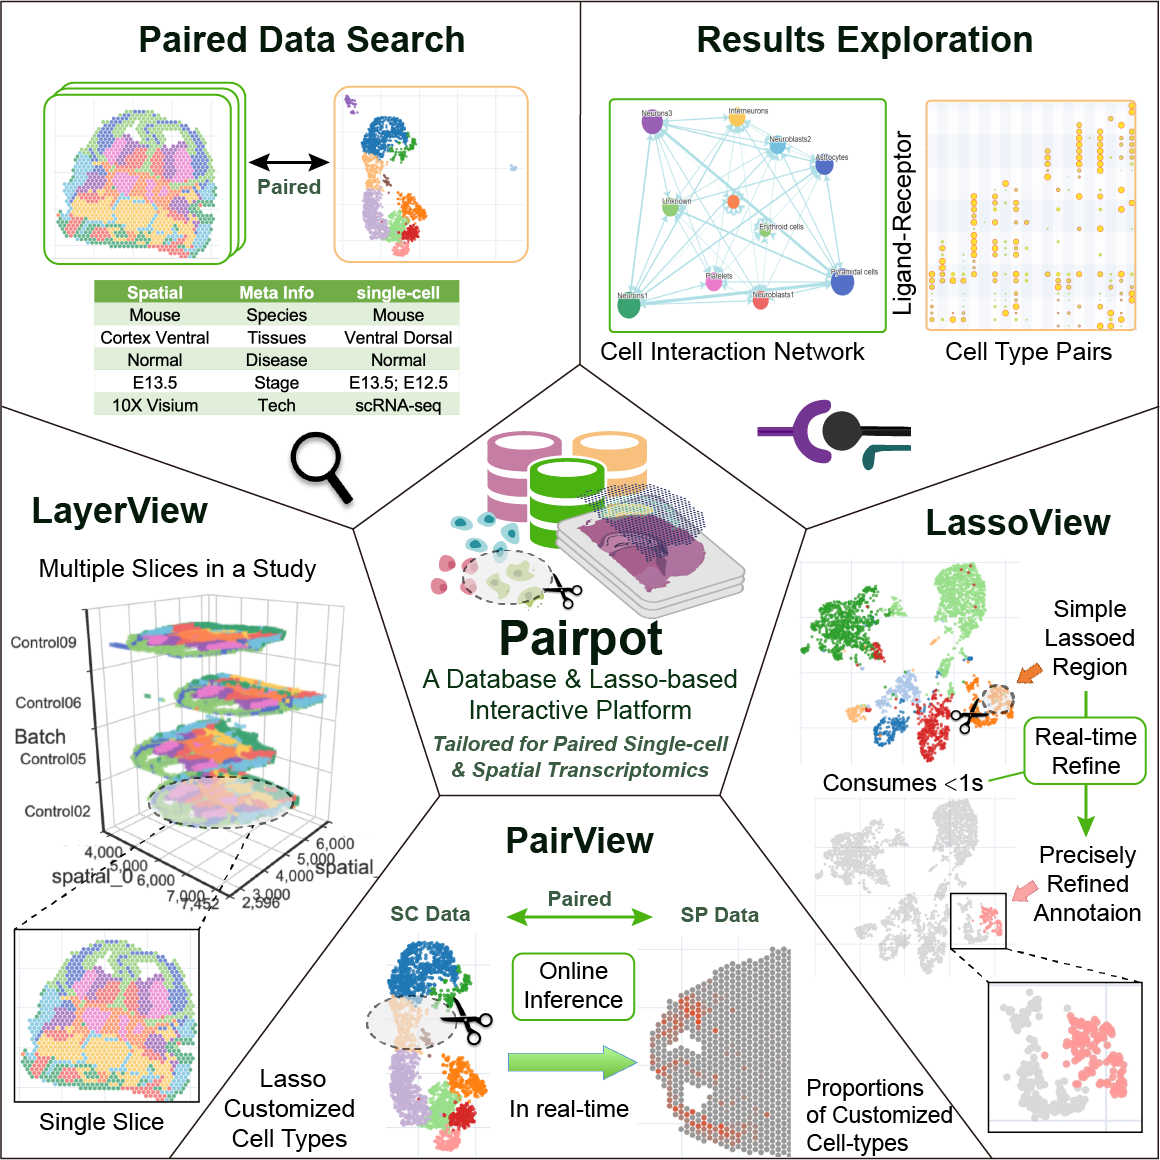 Paired Data Search
Paired
Spatial Meta Info single-cell
Mouse Species Mouse
Cortex Ventral Tissues Ventral Dorsal
Normal Disease Normal
E13.5 Stage E13.5; E12.5
10X Visium Tech scRNA-seq
Results Exploration
Neurons3
Interneurons
Neuroblasts2
Astrocytes
Unknown
Erythroid cells
Platelets
Pyramidal cells
Neurons1
Neuroblasts1
Cell Interaction Network
Ligand-Receptor
Cell Type Pairs
LayerView
Multiple Slices in a Study
Control09
Control06
Batch
Control05
Control02
4,000
5,000
spatial_0 6,000
7,000
7,452
6,000
5,000
spatial_
4,000
3,000
2,596
Single Slice
Pairpot
A Database & Lasso-based
Interactive Platform
Tailored for Paired Single-cell
& Spatial Transcriptomics
LassoView
Simple
Lassoed
Region
Real-time
Refine
Consumes <1s
Precisely
Refined
Annotaion
PairView
SC Data
Paired
SP Data
Online
Inference
In real-time
Lasso
Customized
Cell Types
Proportions
of Customized
Cell-types